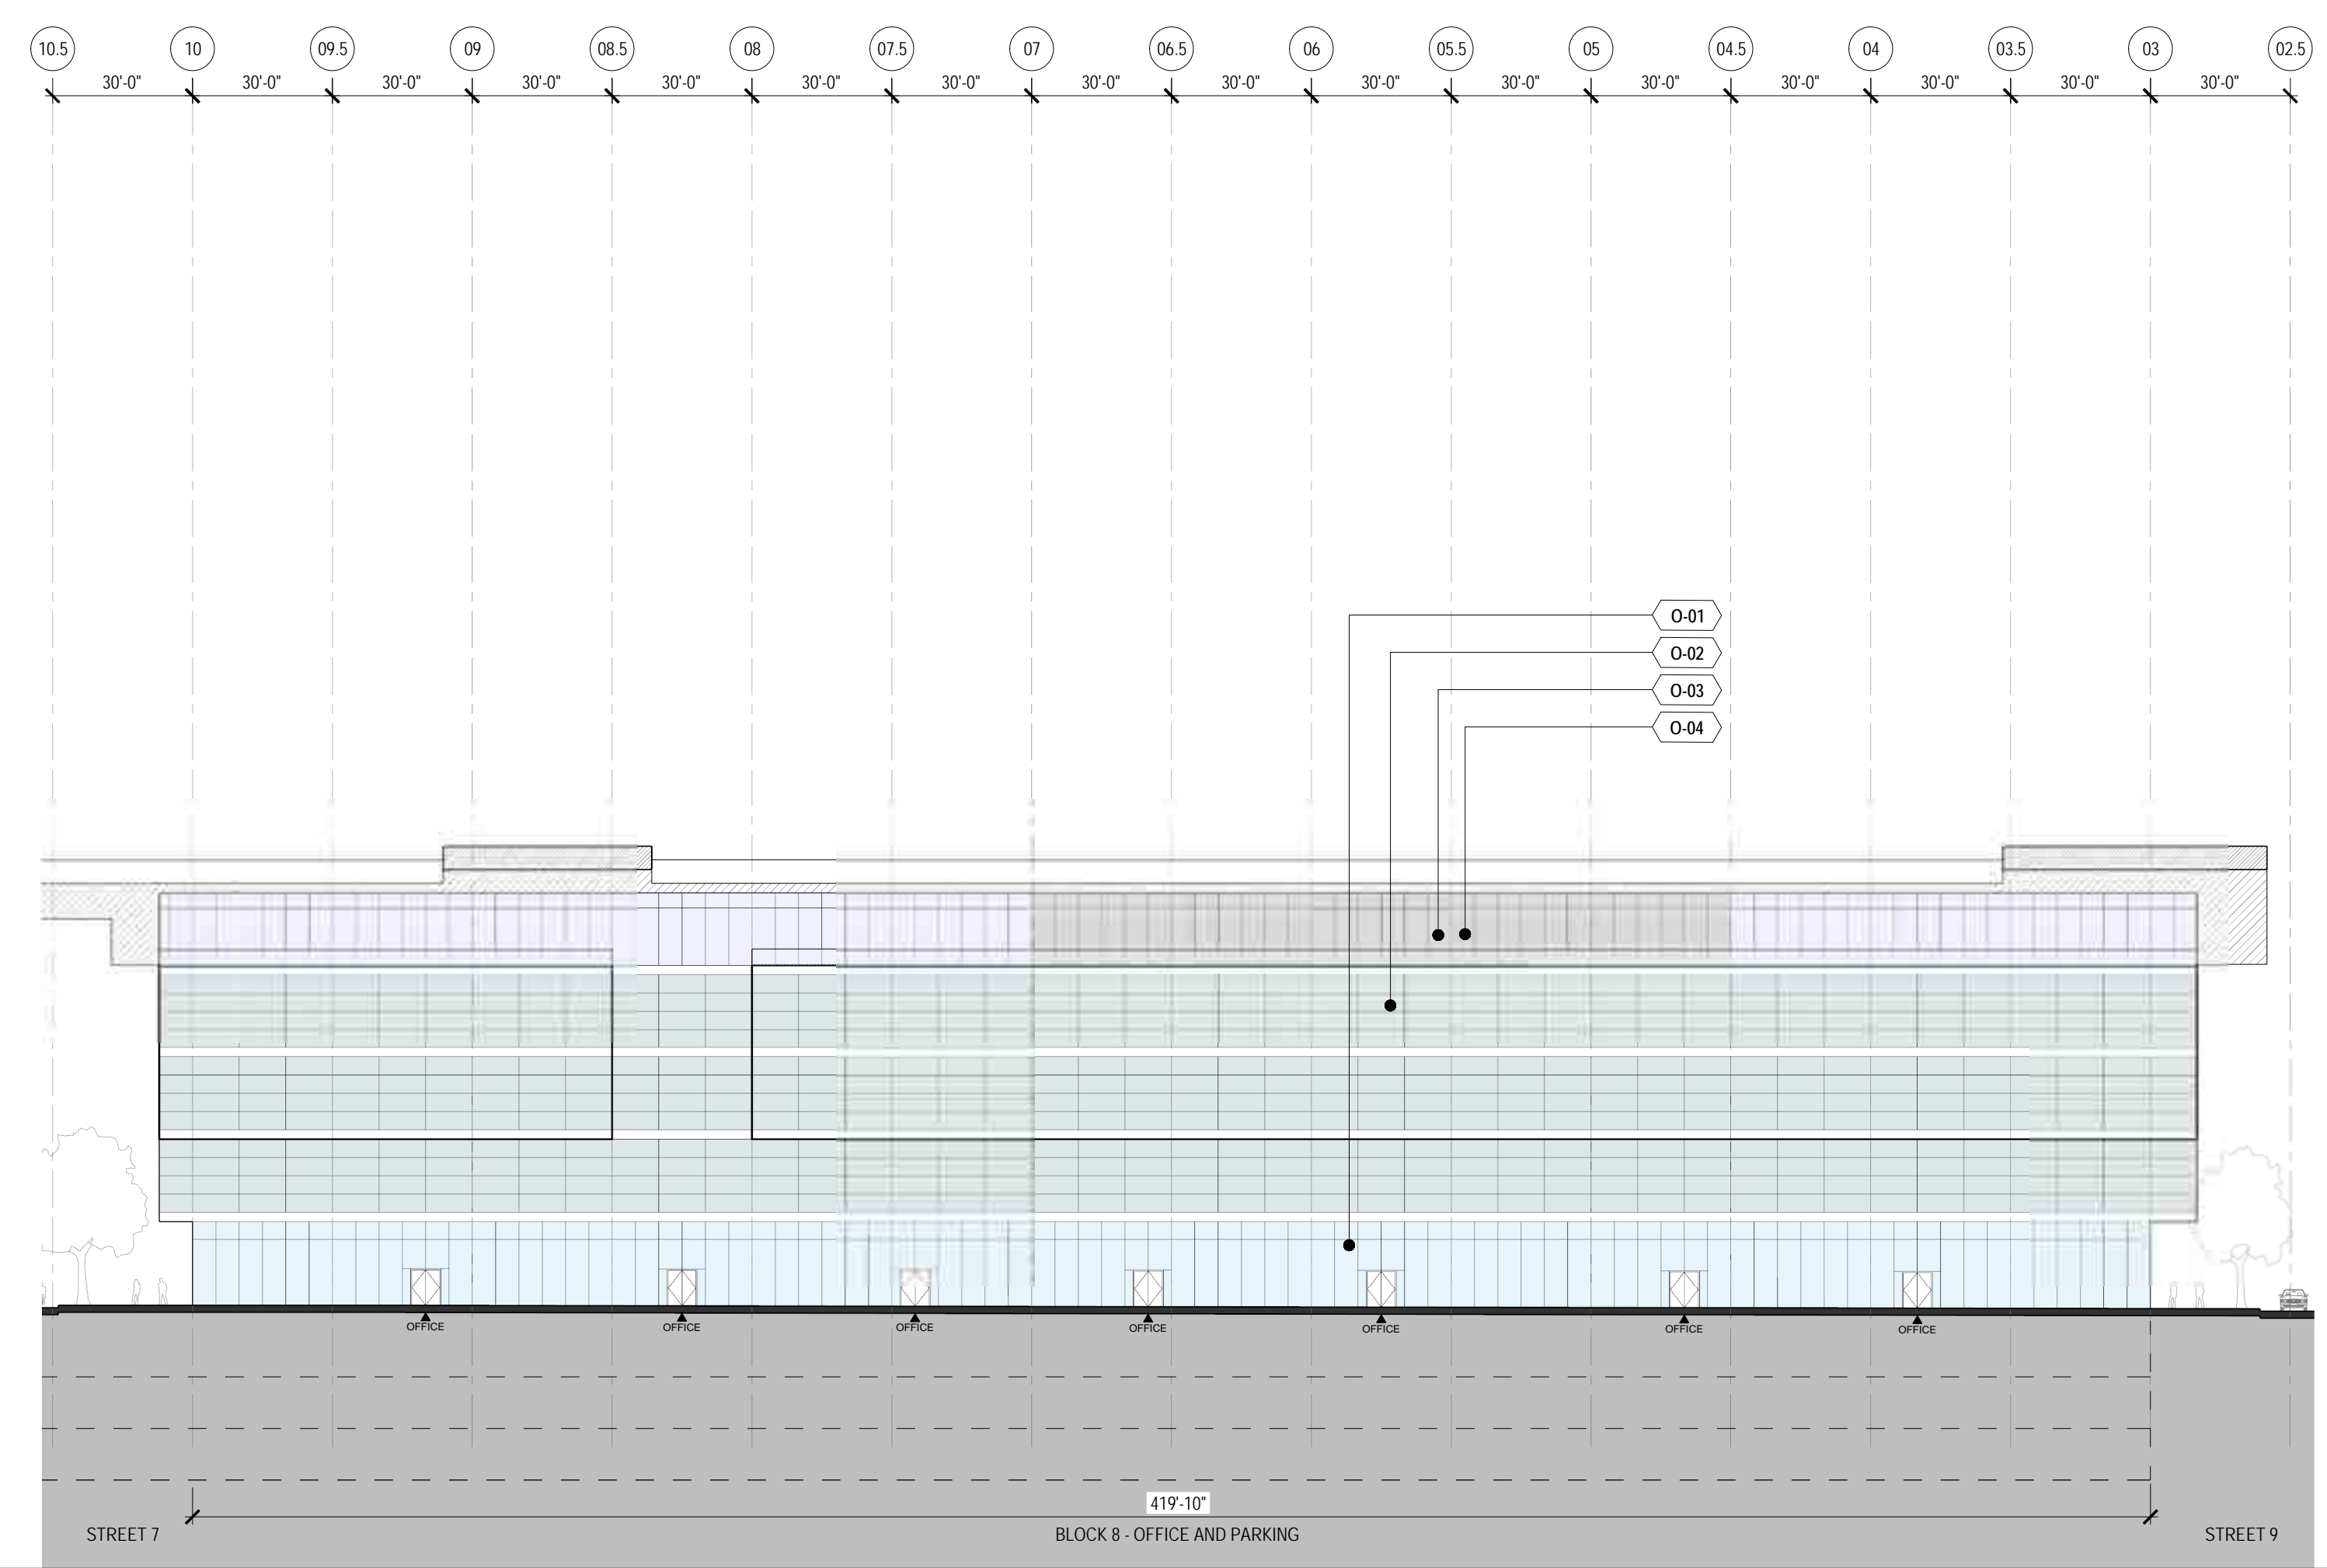 10.5 10 09.5 09 08.5 08 07.5 07 06.5 06 05.5 05 04.5 04 03.5 03 02.5
30'-0" 30'-0" 30'-0" 30'-0" 30'-0" 30'-0" 30'-0" 30'-0" 30'-0" 30'-0" 30'-0" 30'-0" 30'-0" 30'-0" 30'-0" 30'-0"
O-01
O-02
O-03
O-04
OFFICE OFFICE OFFICE OFFICE OFFICE OFFICE OFFICE
419'-10"
STREET 7 BLOCK 8 - OFFICE AND PARKING STREET 9